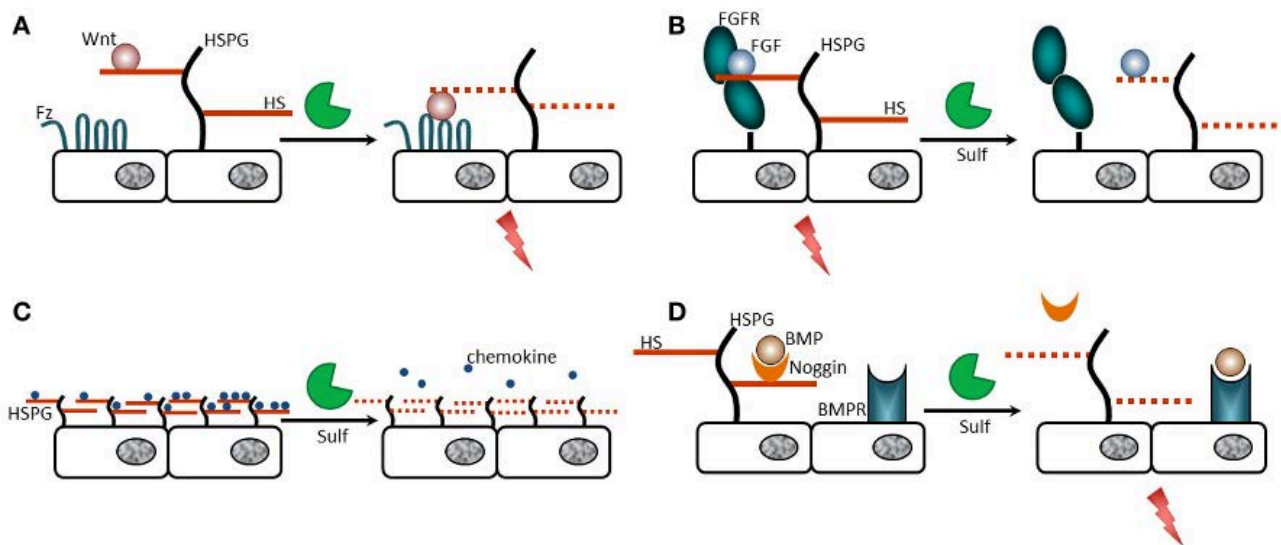 A
Wnt
HSPG
HS
Fz
B
FGFR
FGF
HSPG
HS
Sulf
C
chemokine
HSPG
Sulf
D
HSPG
HS
BMP
Noggin
BMPR
Sulf